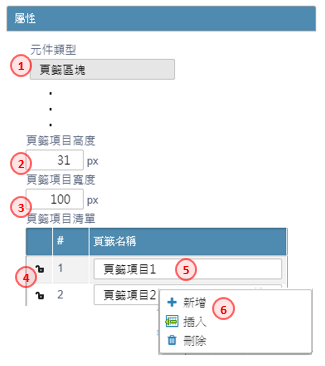 屬性
元件類型
1 頁籤區塊
頁籤項目高度
2 31 px
頁籤項目寬度
3 100 px
頁籤項目清單
# 頁籤名稱
4 1 頁籤項目1 5
2 頁籤項目2
新增 6
插入
刪除